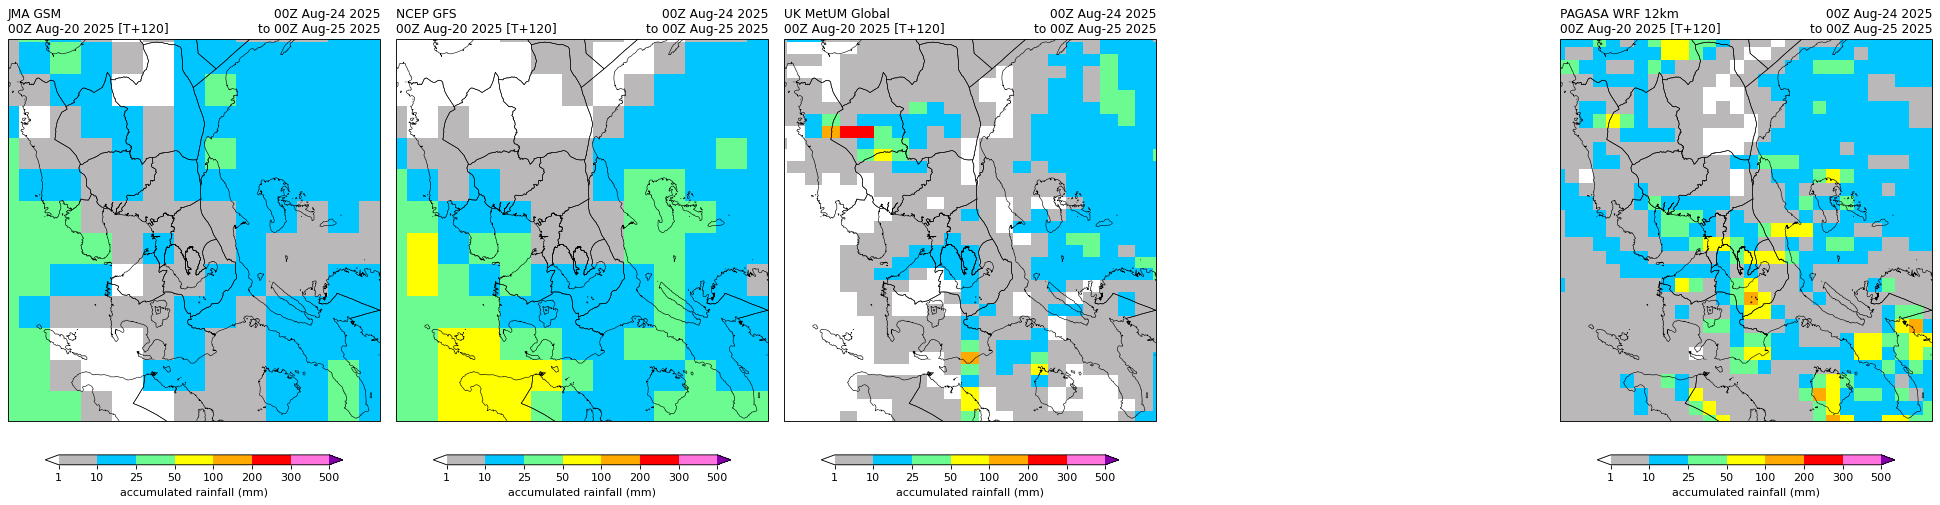 JMA GSM 00Z Aug-24 2025
00Z Aug-20 2025 [T+120] to 00Z Aug-25 2025
NCEP GFS 00Z Aug-24 2025
00Z Aug-20 2025 [T+120] to 00Z Aug-25 2025
UK MetUM Global 00Z Aug-24 2025
00Z Aug-20 2025 [T+120] to 00Z Aug-25 2025
PAGASA WRF 12km 00Z Aug-24 2025
00Z Aug-20 2025 [T+120] to 00Z Aug-25 2025
1 10 25 50 100 200 300 500
accumulated rainfall (mm)
1 10 25 50 100 200 300 500
accumulated rainfall (mm)
1 10 25 50 100 200 300 500
accumulated rainfall (mm)
1 10 25 50 100 200 300 500
accumulated rainfall (mm)